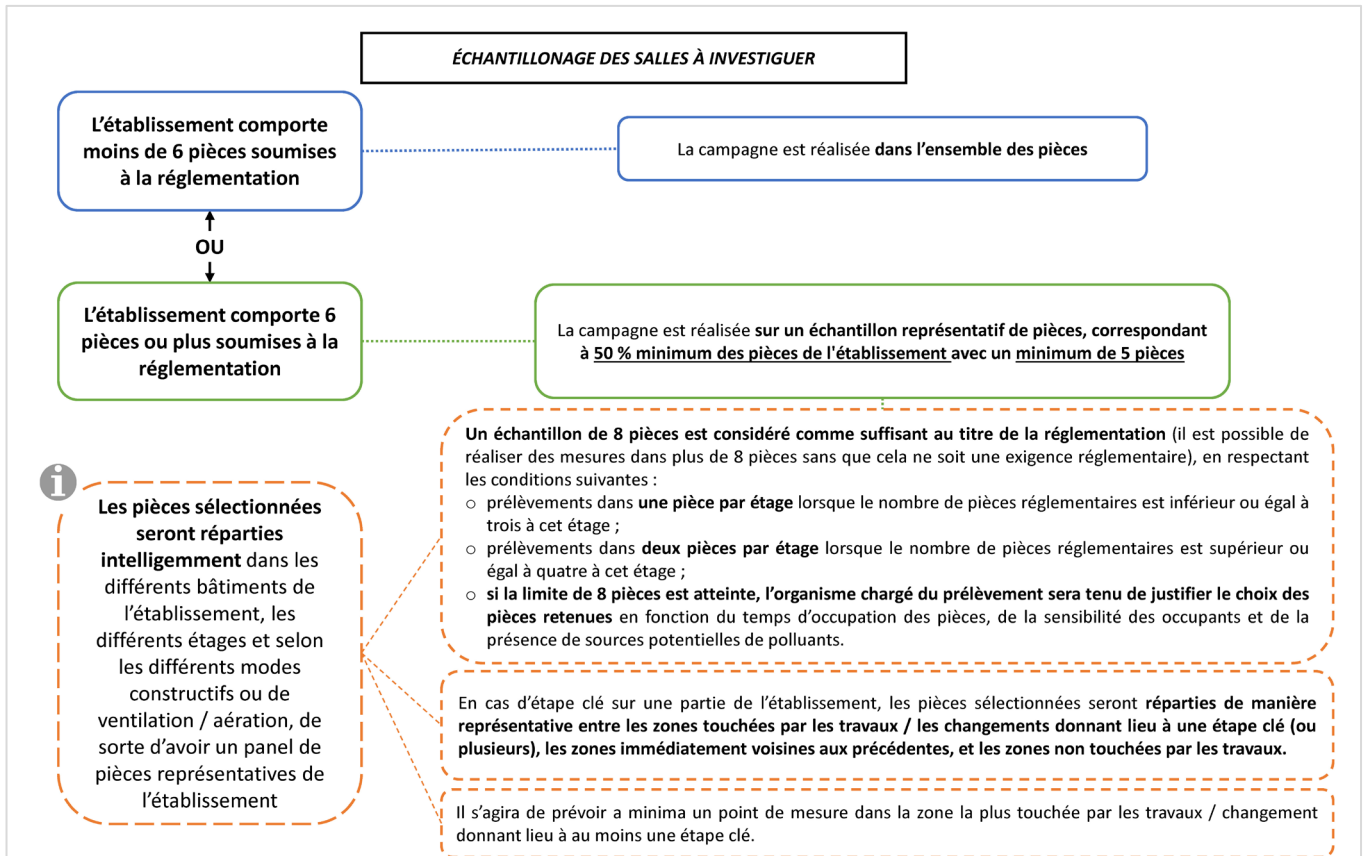 ÉCHANTILLONAGE DES SALLES À INVESTIGUER
L’établissement comporte
moins de 6 pièces soumises
à la réglementation
La campagne est réalisée dans l’ensemble des pièces
OU
L’établissement comporte 6
pièces ou plus soumises à la
réglementation
La campagne est réalisée sur un échantillon représentatif de pièces, correspondant
à 50 % minimum des pièces de l'établissement avec un minimum de 5 pièces
i
Les pièces sélectionnées
seront réparties
intelligemment dans les
différents bâtiments de
l’établissement, les
différents étages et selon
les différents modes
constructifs ou de
ventilation / aération, de
sorte d’avoir un panel de
pièces représentatives de
l’établissement
Un échantillon de 8 pièces est considéré comme suffisant au titre de la réglementation (il est possible de
réaliser des mesures dans plus de 8 pièces sans que cela ne soit une exigence réglementaire), en respectant
les conditions suivantes :
o prélèvements dans une pièce par étage lorsque le nombre de pièces réglementaires est inférieur ou égal à
trois à cet étage ;
o prélèvements dans deux pièces par étage lorsque le nombre de pièces réglementaires est supérieur ou
égal à quatre à cet étage ;
o si la limite de 8 pièces est atteinte, l’organisme chargé du prélèvement sera tenu de justifier le choix des
pièces retenues en fonction du temps d’occupation des pièces, de la sensibilité des occupants et de la
présence de sources potentielles de polluants.
En cas d’étape clé sur une partie de l’établissement, les pièces sélectionnées seront réparties de manière
représentative entre les zones touchées par les travaux / les changements donnant lieu à une étape clé (ou
plusieurs), les zones immédiatement voisines aux précédentes, et les zones non touchées par les travaux.
Il s’agira de prévoir a minima un point de mesure dans la zone la plus touchée par les travaux / changement
donnant lieu à au moins une étape clé.